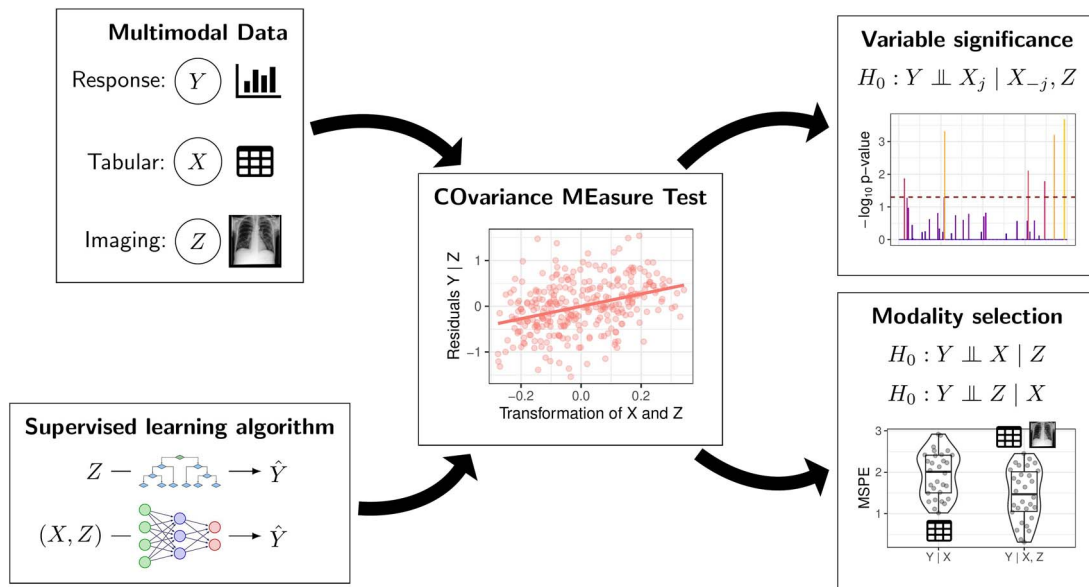 Multimodal Data
Response: Y
Tabular: X
Imaging: Z
Supervised learning algorithm
Z Ŷ
(X, Z) Ŷ
COvariance MEasure Test
Residuals Y | Z
1
0
−1
−0.2 0.0 0.2
Transformation of X and Z
Variable significance
H₀ : Y ⫫ Xⱼ | X₋ⱼ, Z
−log₁₀ p−value
3
2
1
0
Modality selection
H₀ : Y ⫫ X | Z
H₀ : Y ⫫ Z | X
MSPE
3
2
1
Y | X Y | X, Z